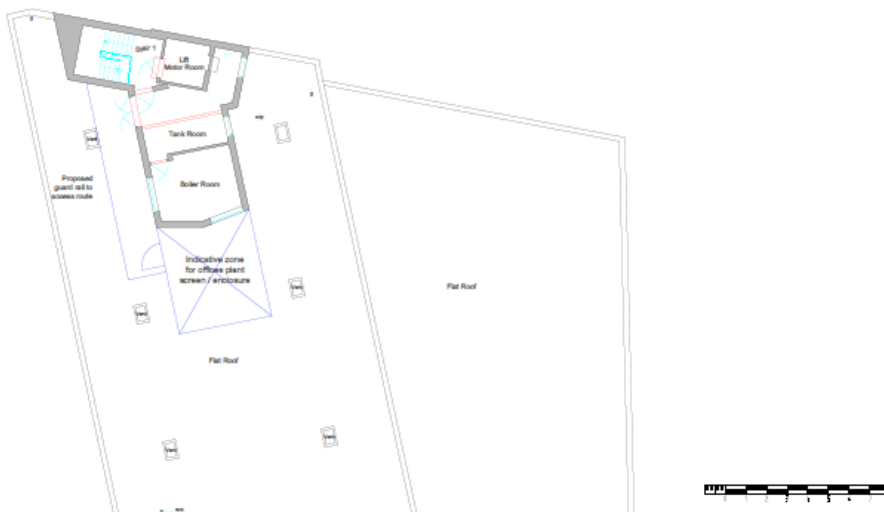 Stair 1
Lift
Motor Room
Tank Room
Vent
Boiler Room
Proposed
guard rail to
access route
Indicative zone
for offices plant
screen / enclosure
Vent
Flat Roof
Vent
Flat Roof
Vent
Vent